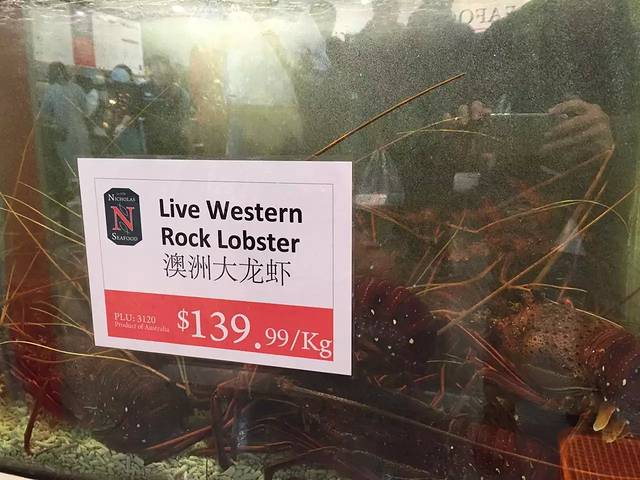 NICHOLAS
N
SEAFOOD
Live Western
Rock Lobster
澳洲大龙虾
PLU: 3120
Product of Australia
$139.99/Kg